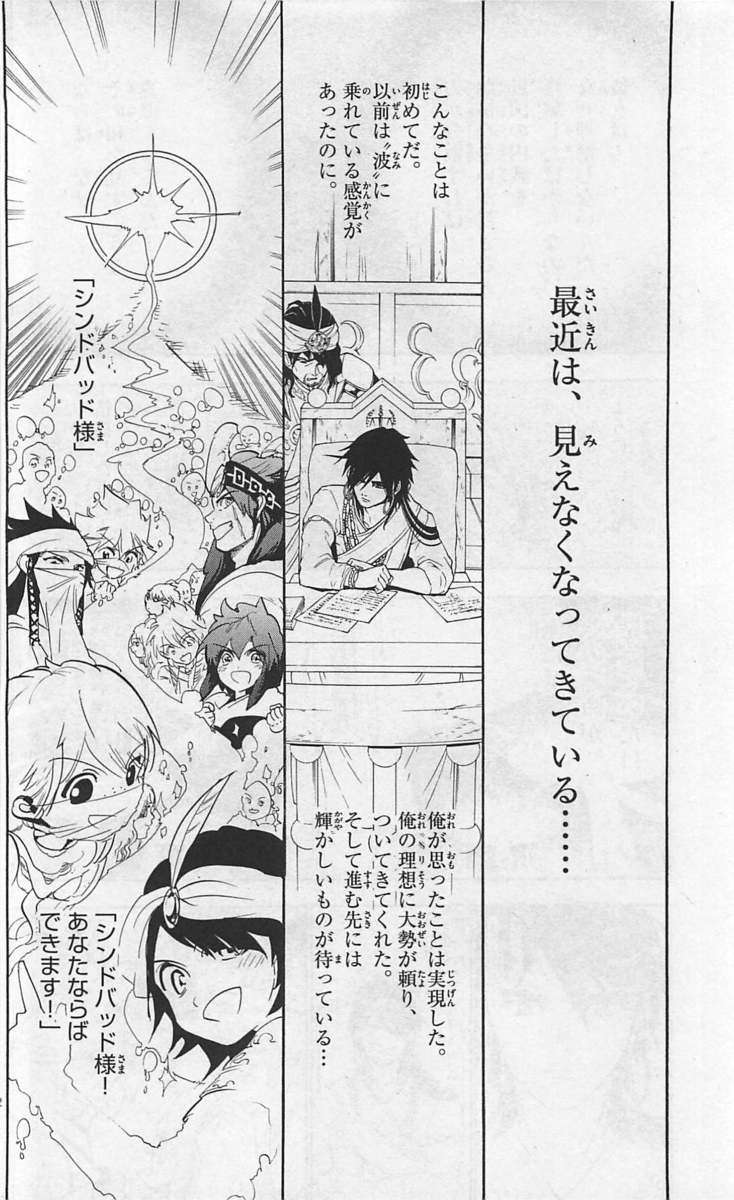 最近は、見えなくなってきている……
こんなことは
初めてだ。
以前は〝波〟に
乗れている感覚が
あったのに。
俺が思ったことは実現した。
俺の理想に大勢が頼り、
ついてきてくれた。
そして進む先には
輝かしいものが待っている…
「シンドバッド様」
「シンドバッド様！
あなたならば
できます！」